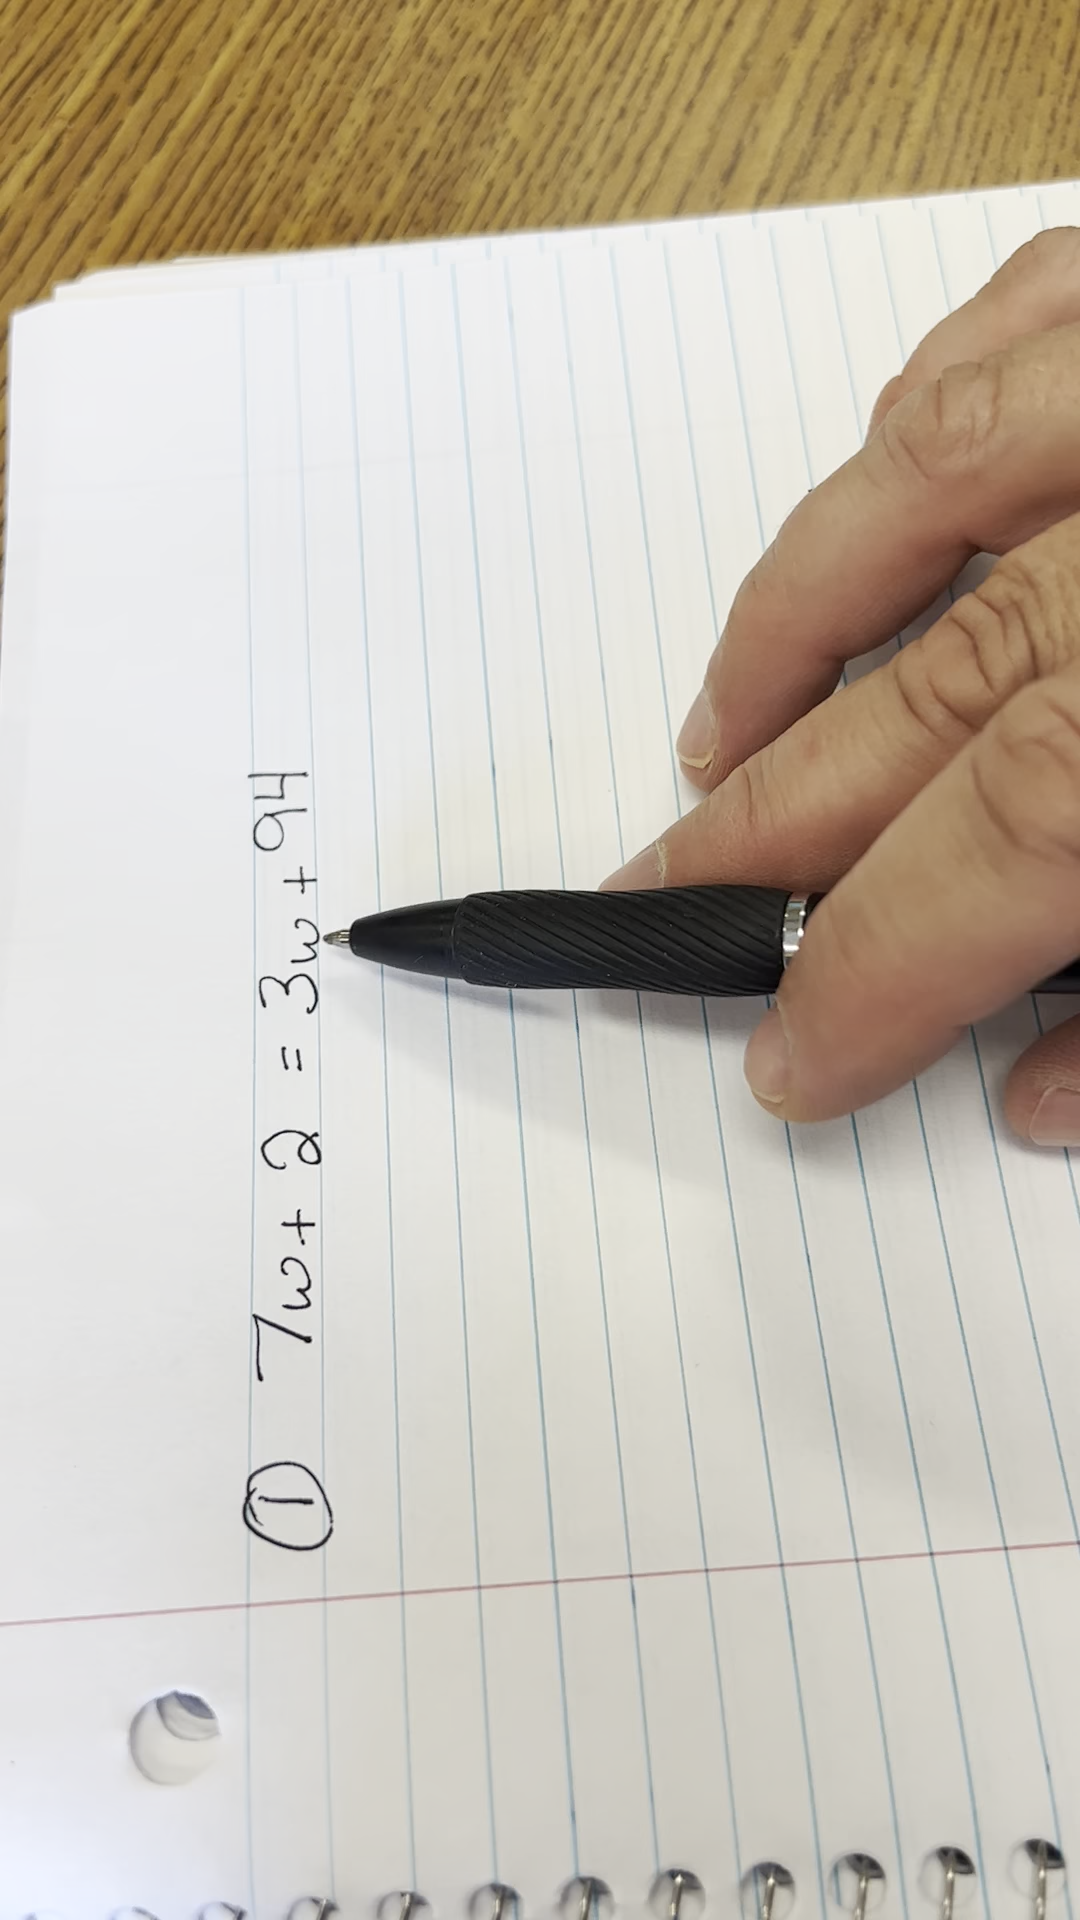 ① 7w + 2 = 3w + 94